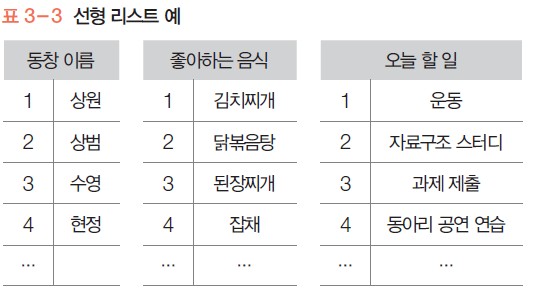 표 3-3 선형 리스트 예
동창 이름 좋아하는 음식 오늘 할 일
1 상원 1 김치찌개 1 운동
2 상범 2 닭볶음탕 2 자료구조 스터디
3 수영 3 된장찌개 3 과제 제출
4 현정 4 잡채 4 동아리 공연 연습
… … … … …